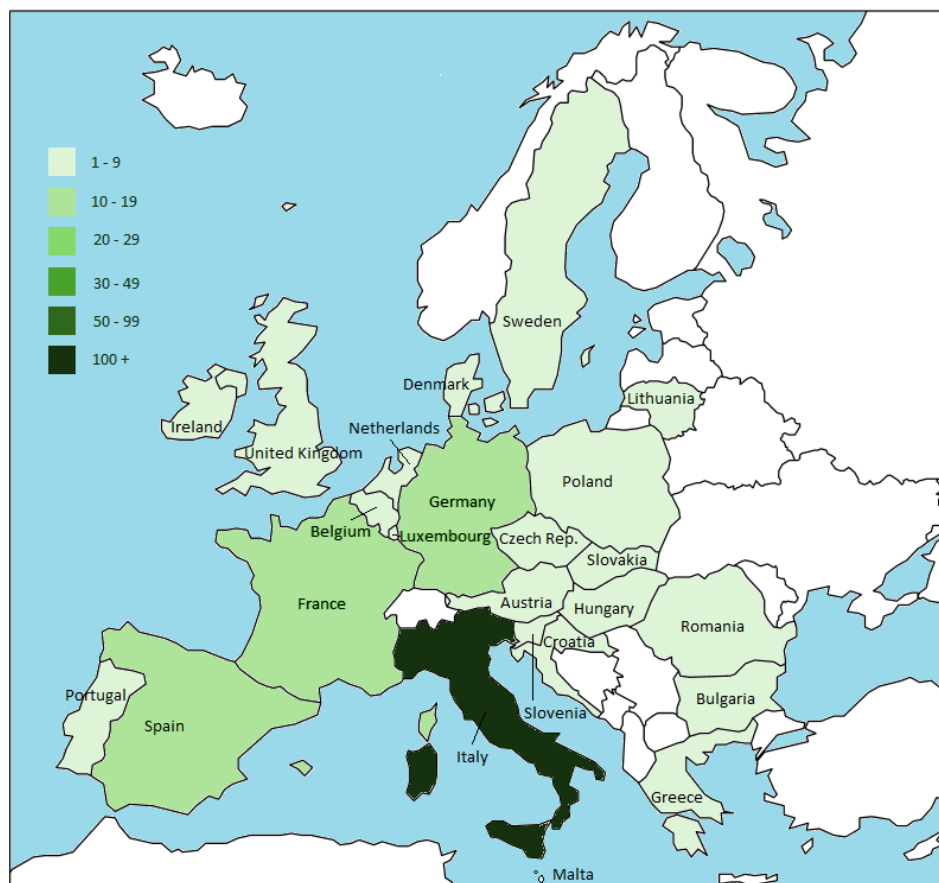 1 - 9
10 - 19
20 - 29
30 - 49
50 - 99
100 +
Sweden
Denmark
Lithuania
Ireland
Netherlands
United Kingdom
Poland
Germany
Belgium
Luxembourg
Czech Rep.
Slovakia
France
Austria
Hungary
Romania
Croatia
Portugal
Bulgaria
Slovenia
Spain
Italy
Greece
Malta